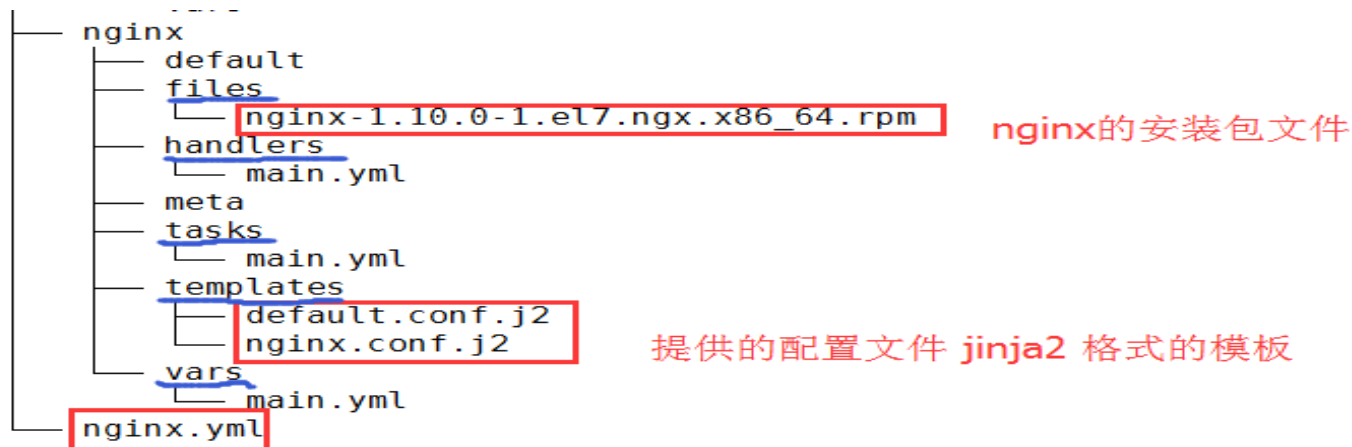 nginx
default
files
nginx-1.10.0-1.el7.ngx.x86_64.rpm
nginx的安装包文件
handlers
main.yml
meta
tasks
main.yml
templates
default.conf.j2
nginx.conf.j2
提供的配置文件 jinja2 格式的模板
vars
main.yml
nginx.yml